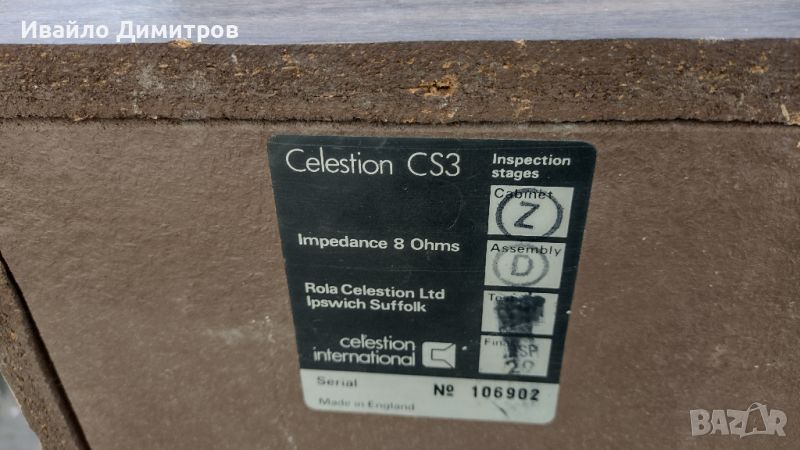 Ивайло Димитров
Celestion CS3
Inspection
stages
Cabinet
Z
Impedance 8 Ohms
Assembly
D
Rola Celestion Ltd
Ipswich Suffolk
celestion
international
Serial
№ 106902
Made in England
BAZAR